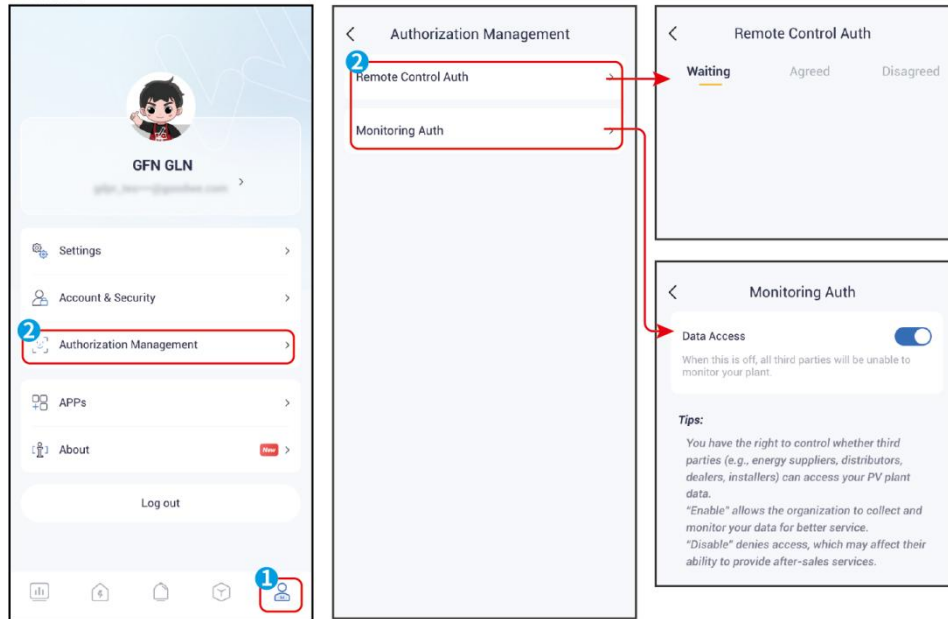 GFN GLN
Settings
Account & Security
2
Authorization Management
APPs
About
New
Log out
1
Authorization Management
2
Remote Control Auth
Monitoring Auth
Remote Control Auth
Waiting Agreed Disagreed
Monitoring Auth
Data Access
When this is off, all third parties will be unable to
monitor your plant.
Tips:
You have the right to control whether third
parties (e.g., energy suppliers, distributors,
dealers, installers) can access your PV plant
data.
"Enable" allows the organization to collect and
monitor your data for better service.
"Disable" denies access, which may affect their
ability to provide after-sales services.